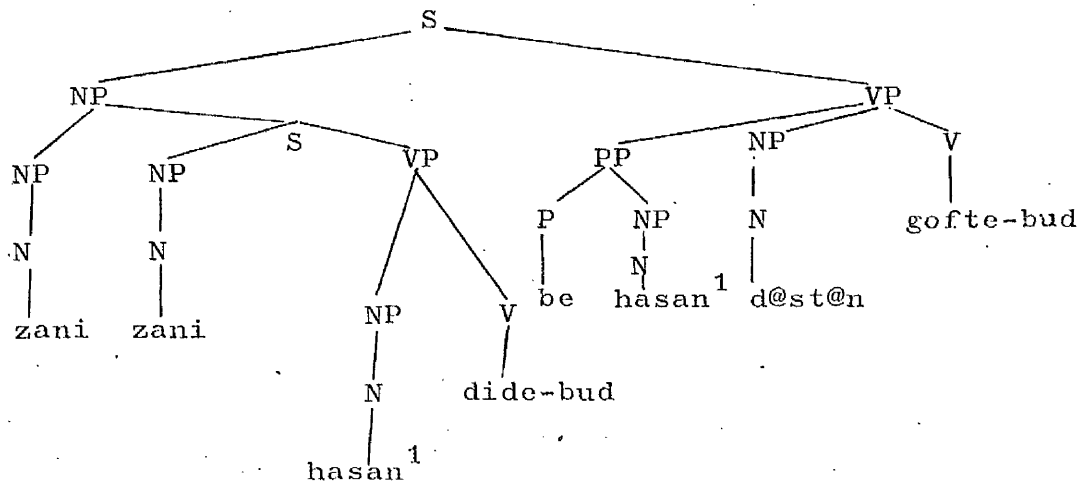 S
NP VP
S NP V
NP NP VP PP
P NP N gofte-bud
N N N
be hasan¹ d@st@n
zani zani NP V
N dide-bud
hasan¹